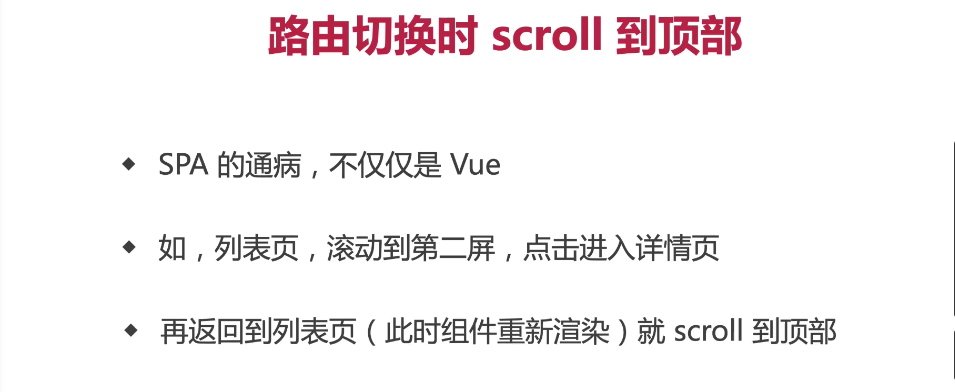 路由切换时 scroll 到顶部
SPA 的通病，不仅仅是 Vue
如，列表页，滚动到第二屏，点击进入详情页
再返回到列表页（此时组件重新渲染）就 scroll 到顶部